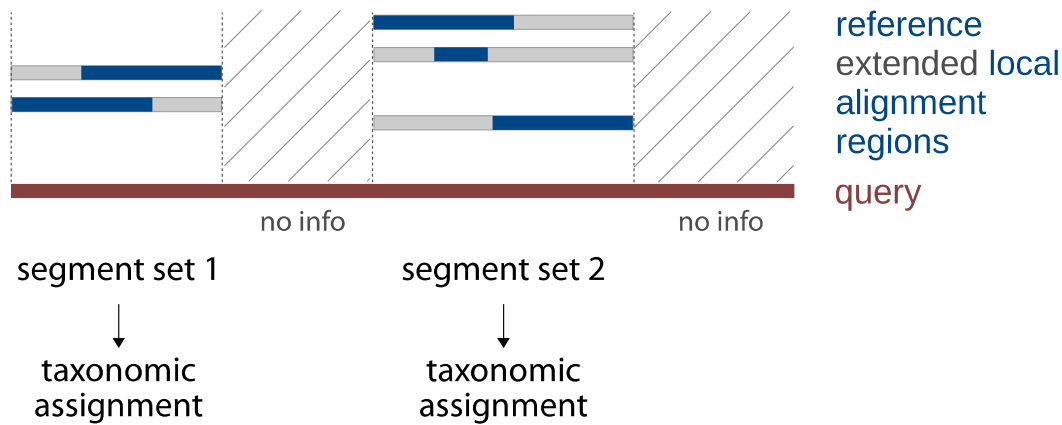 reference
extended local
alignment
regions
query
no info
no info
segment set 1
segment set 2
taxonomic
assignment
taxonomic
assignment